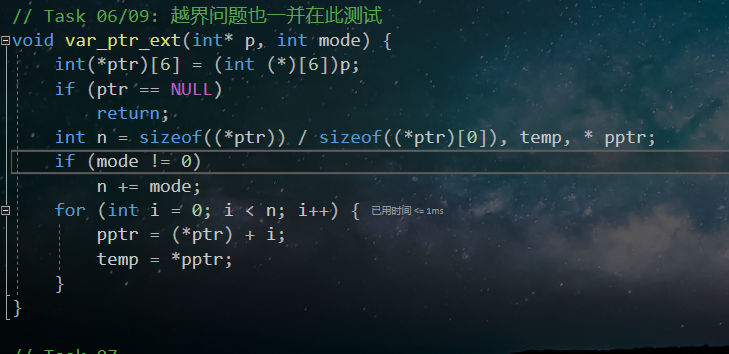 // Task 06/09: 越界问题也一并在此测试
void var_ptr_ext(int* p, int mode) {
    int(*ptr)[6] = (int (*)[6])p;
    if (ptr == NULL)
        return;
    int n = sizeof((*ptr)) / sizeof((*ptr)[0]), temp, * pptr;
    if (mode != 0)
        n += mode;
    for (int i = 0; i < n; i++) { 已用时间 <= 1ms
        pptr = (*ptr) + i;
        temp = *pptr;
    }
}
// Task 07